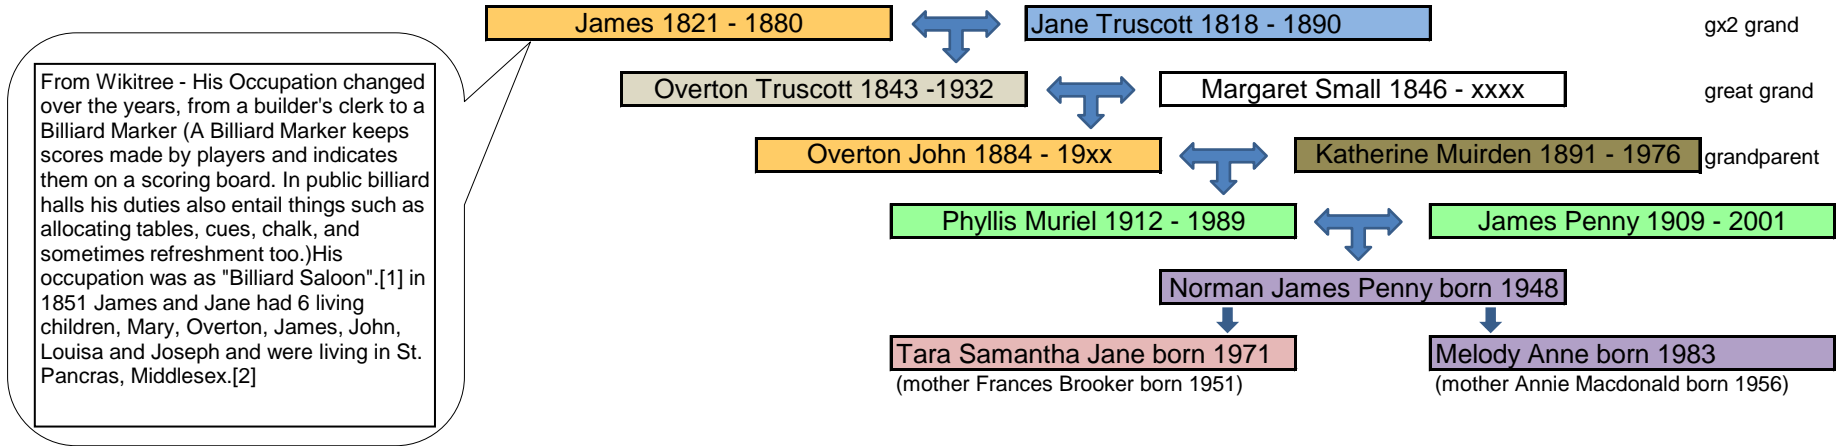 James 1821 - 1880
Jane Truscott 1818 - 1890
gx2 grand
From Wikitree - His Occupation changed
over the years, from a builder's clerk to a
Billiard Marker (A Billiard Marker keeps
scores made by players and indicates
them on a scoring board. In public billiard
halls his duties also entail things such as
allocating tables, cues, chalk, and
sometimes refreshment too.)His
occupation was as "Billiard Saloon".[1] in
1851 James and Jane had 6 living
children, Mary, Overton, James, John,
Louisa and Joseph and were living in St.
Pancras, Middlesex.[2]
Overton Truscott 1843 -1932
Margaret Small 1846 - xxxx
great grand
Overton John 1884 - 19xx
Katherine Muirden 1891 - 1976
grandparent
Phyllis Muriel 1912 - 1989
James Penny 1909 - 2001
Norman James Penny born 1948
Tara Samantha Jane born 1971
(mother Frances Brooker born 1951)
Melody Anne born 1983
(mother Annie Macdonald born 1956)